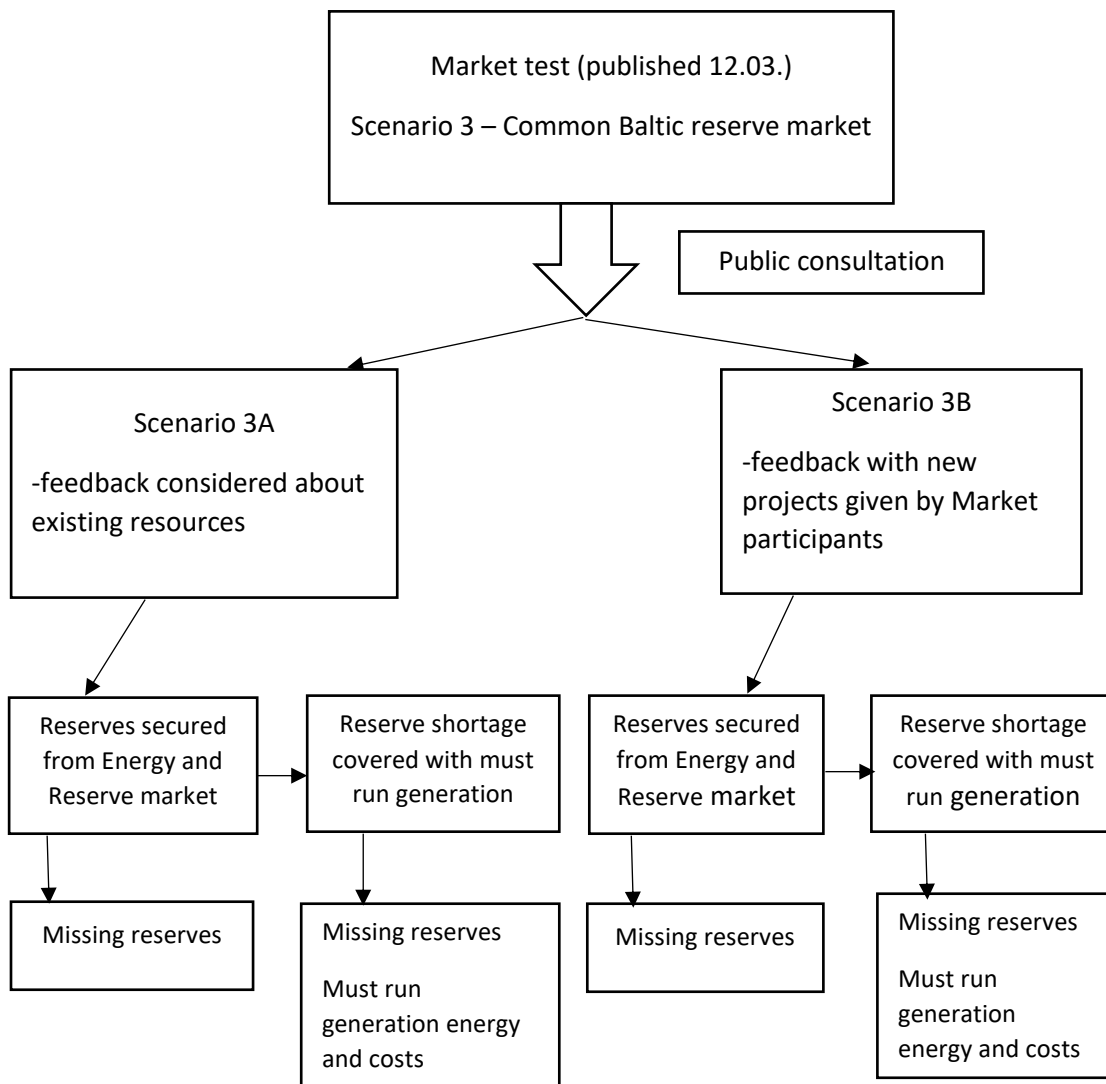 Market test (published 12.03.)
Scenario 3 – Common Baltic reserve market
Public consultation
Scenario 3A
-feedback considered about
existing resources
Scenario 3B
-feedback with new
projects given by Market
participants
Reserves secured
from Energy and
Reserve market
Reserve shortage
covered with must
run generation
Reserves secured
from Energy and
Reserve market
Reserve shortage
covered with must
run generation
Missing reserves
Missing reserves
Must run
generation energy
and costs
Missing reserves
Missing reserves
Must run
generation
energy and costs